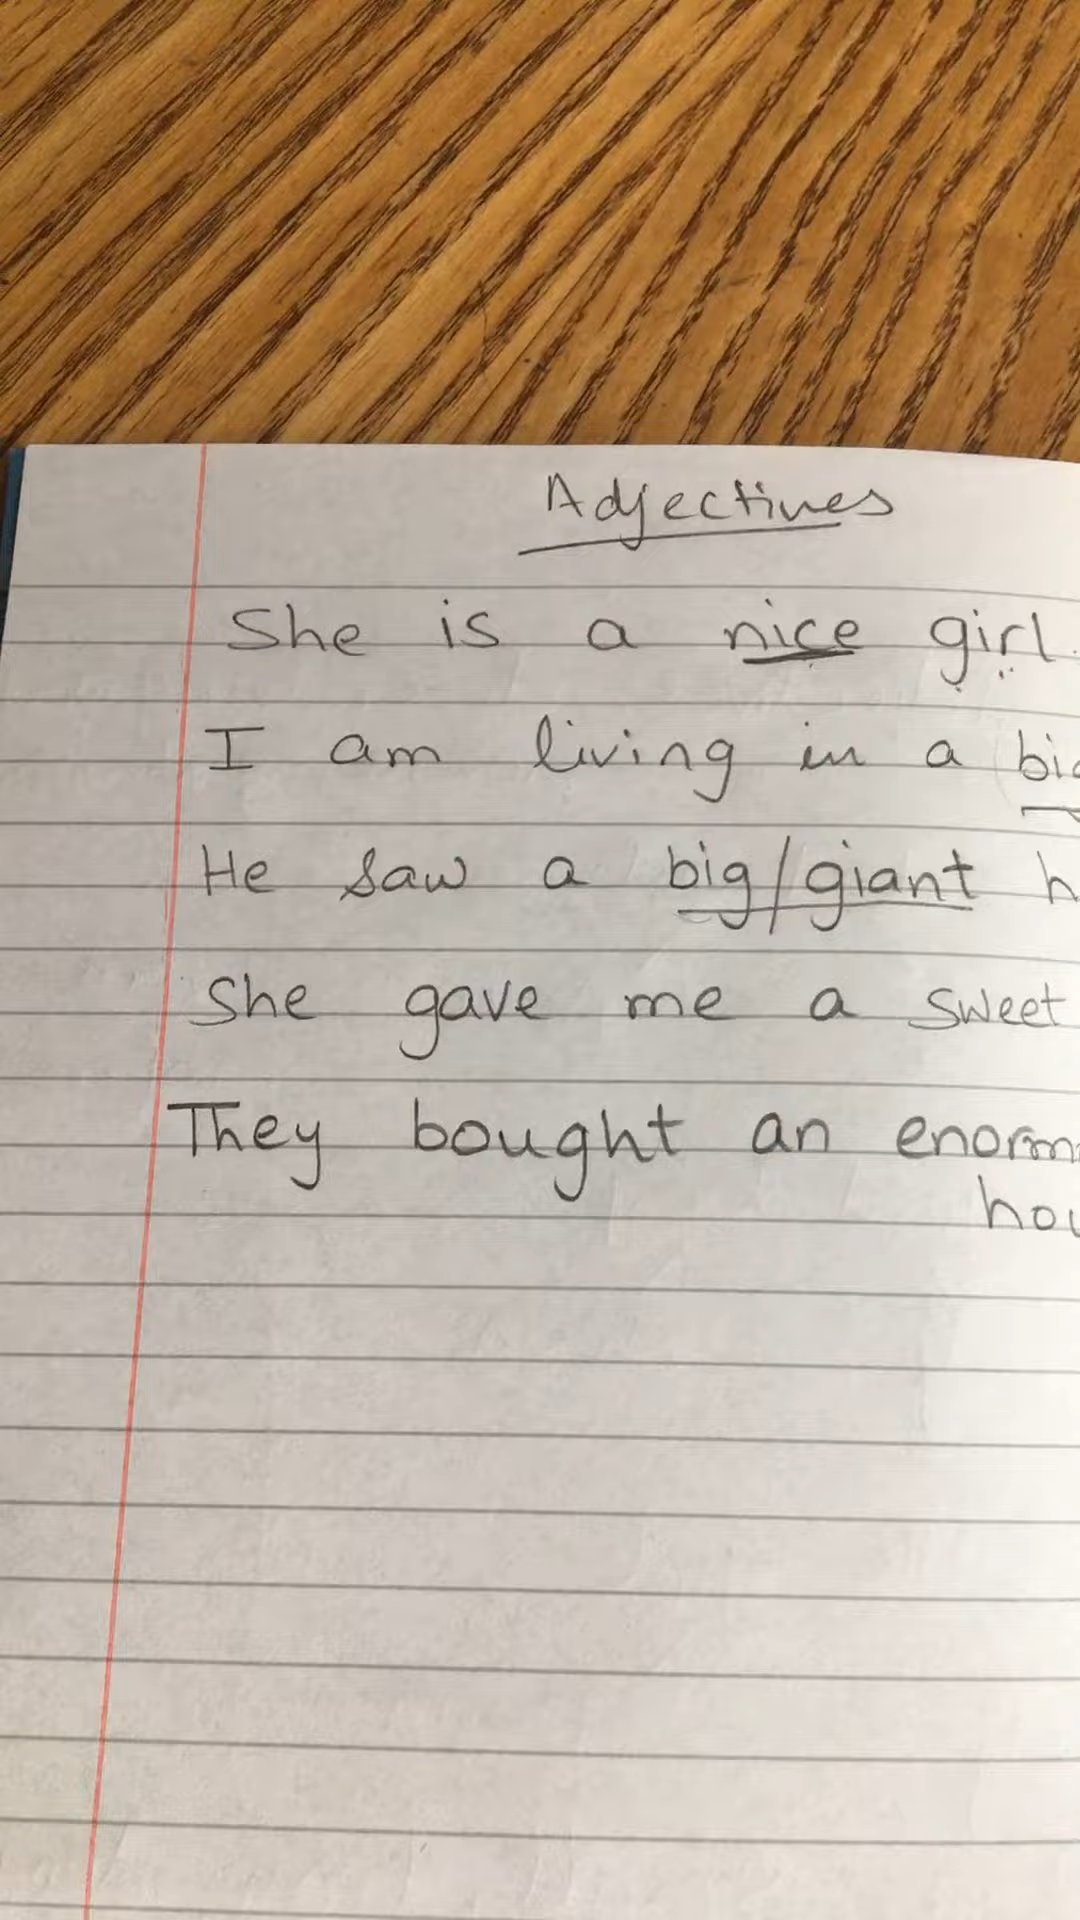 Adjectives
She is a nice girl.
I am living in a
He saw a big/giant
She gave me a sweet
They bought an